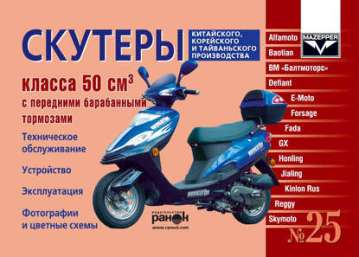 СКУТЕРЫ
КИТАЙСКОГО,
КОРЕЙСКОГО
И ТАЙВАНЬСКОГО
ПРОИЗВОДСТВА
MAZEPPER
класса 50 см³
с передними барабанными
тормозами
Техническое
обслуживание
Устройство
Эксплуатация
Фотографии
и цветные схемы
Alfamoto
Baotian
ВМ «Балтмоторс»
Defiant
E-Moto
Forsage
Fada
GX
Honling
Jialing
Kinlon Rus
Reggy
Skymoto
№25
ИЗДАТЕЛЬСТВО
РАНОК
www.ranok.com